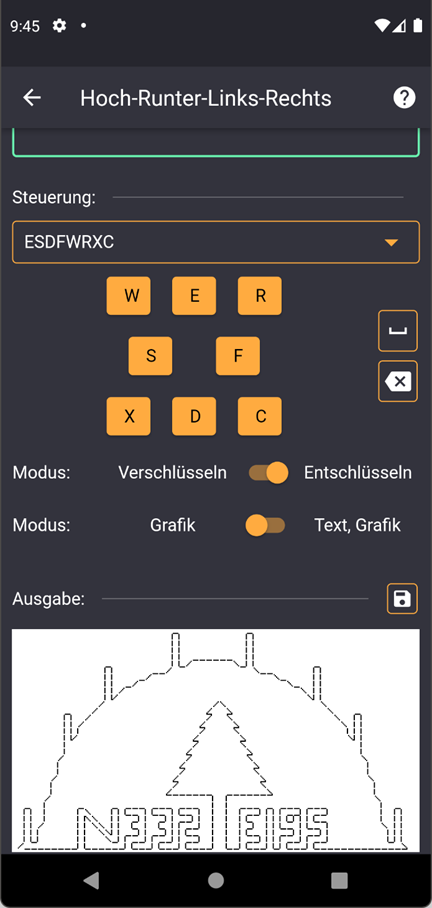 9:45
Hoch-Runter-Links-Rechts
Steuerung:
ESDFWRXC
W E R
S F
X D C
Modus: Verschlüsseln Entschlüsseln
Modus: Grafik Text, Grafik
Ausgabe:
N332 E195